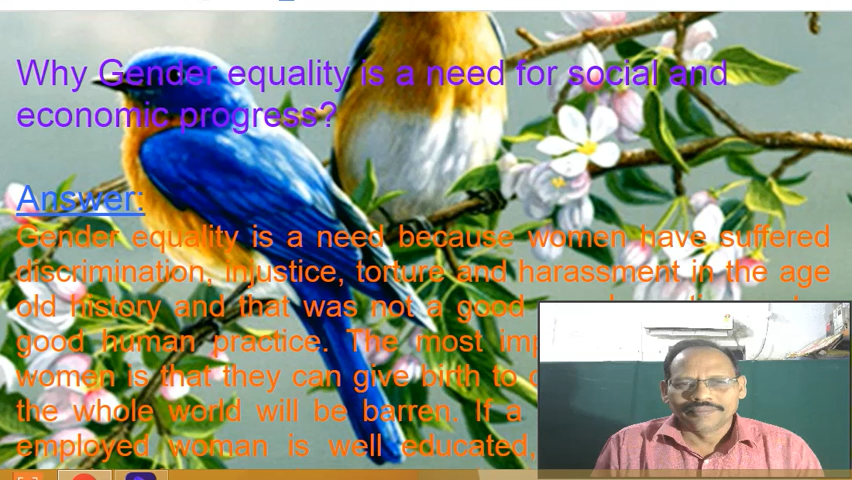 Why Gender equality is a need for social and
economic progress?
Answer:
Gender equality is a need because women have suffered
discrimination, injustice, torture and harassment in the age
old history and that was not a good
good human practice. The most
women is that they can give birth to
the whole world will be barren. If a
employed woman is well educated,